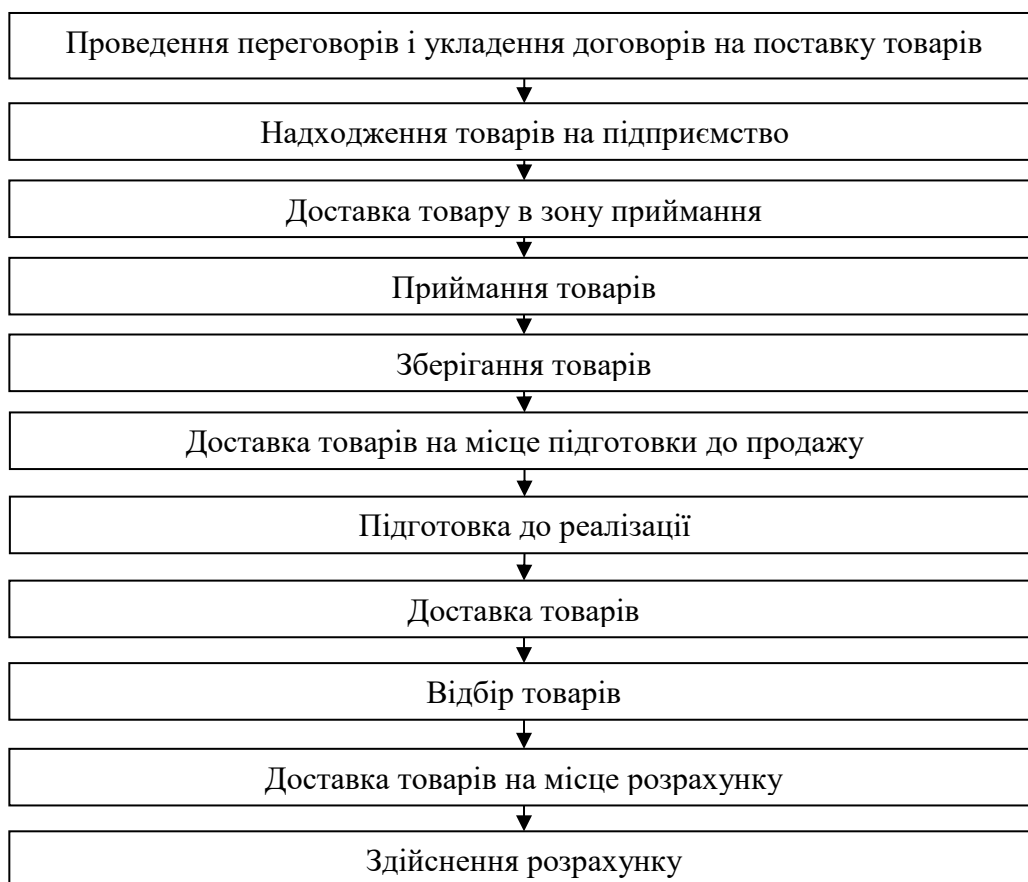 Проведення переговорів і укладення договорів на поставку товарів
Надходження товарів на підприємство
Доставка товару в зону приймання
Приймання товарів
Зберігання товарів
Доставка товарів на місце підготовки до продажу
Підготовка до реалізації
Доставка товарів
Відбір товарів
Доставка товарів на місце розрахунку
Здійснення розрахунку